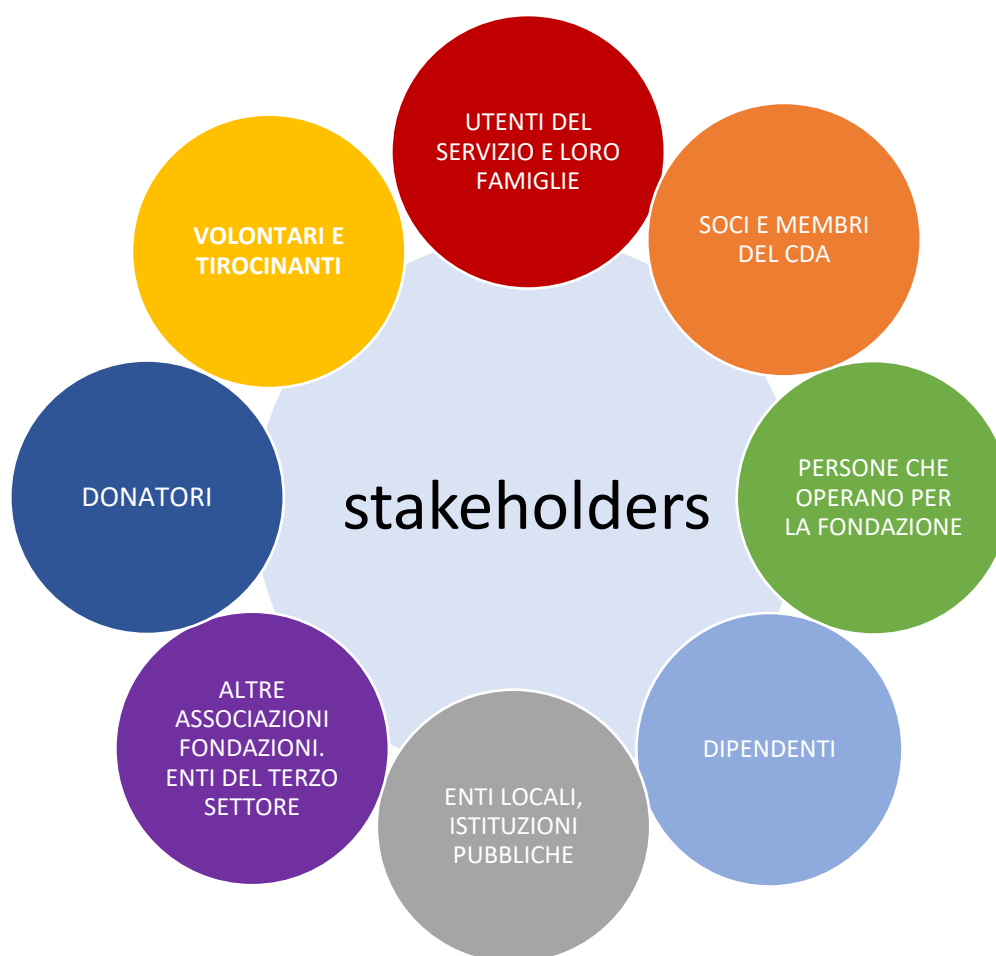 UTENTI DEL
SERVIZIO E LORO
FAMIGLIE
SOCI E MEMBRI
DEL CDA
PERSONE CHE
OPERANO PER
LA FONDAZIONE
DIPENDENTI
ENTI LOCALI,
ISTITUZIONI
PUBBLICHE
ALTRE
ASSOCIAZIONI
FONDAZIONI.
ENTI DEL TERZO
SETTORE
DONATORI
VOLONTARI E
TIROCINANTI
stakeholders